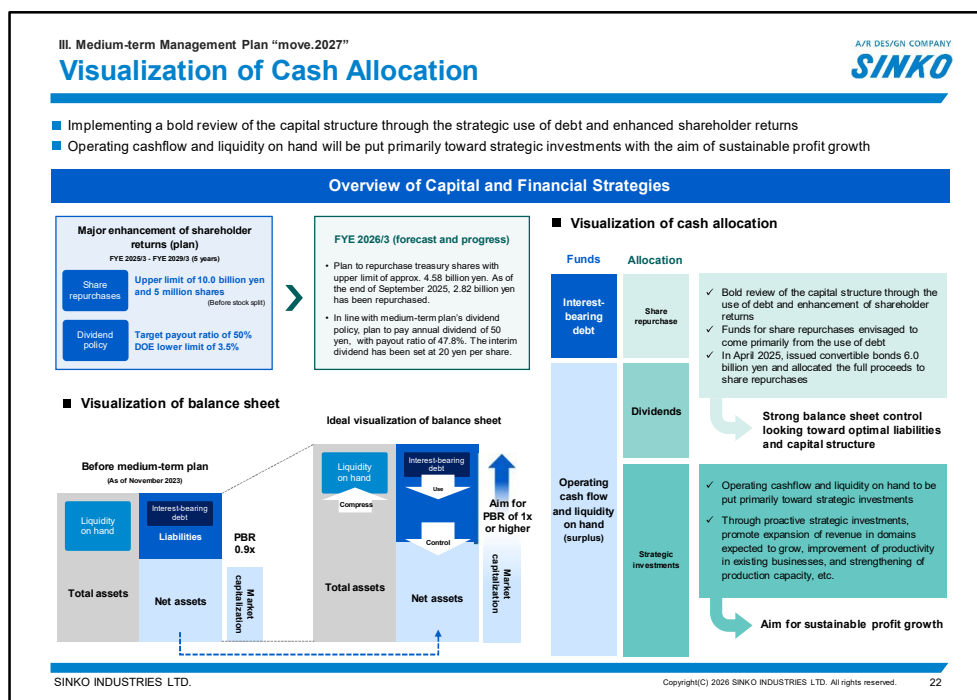 III. Medium-term Management Plan “move.2027”
Visualization of Cash Allocation
A/R DES/GN COMPANY
SINKO
Implementing a bold review of the capital structure through the strategic use of debt and enhanced shareholder returns
Operating cashflow and liquidity on hand will be put primarily toward strategic investments with the aim of sustainable profit growth
Overview of Capital and Financial Strategies
Major enhancement of shareholder
returns (plan)
FYE 2025/3 - FYE 2029/3 (5 years)
Share
repurchases
Upper limit of 10.0 billion yen
and 5 million shares
(Before stock split)
Dividend
policy
Target payout ratio of 50%
DOE lower limit of 3.5%
FYE 2026/3 (forecast and progress)
• Plan to repurchase treasury shares with
upper limit of approx. 4.58 billion yen. As of
the end of September 2025, 2.82 billion yen
has been repurchased.
• In line with medium-term plan’s dividend
policy, plan to pay annual dividend of 50
yen, with payout ratio of 47.8%. The interim
dividend has been set at 20 yen per share.
Visualization of balance sheet
Before medium-term plan
(As of November 2023)
Liquidity
on hand
Total assets
Interest-bearing
debt
Liabilities
Net assets
PBR
0.9x
Market
capitalization
Ideal visualization of balance sheet
Liquidity
on hand
Compress
Total assets
Interest-bearing
debt
Use
Control
Net assets
Aim for
PBR of 1x
or higher
Market
capitalization
Visualization of cash allocation
Funds
Allocation
Interest-
bearing
debt
Share
repurchase
✓ Bold review of the capital structure through the
use of debt and enhancement of shareholder
returns
✓ Funds for share repurchases envisaged to
come primarily from the use of debt
✓ In April 2025, issued convertible bonds 6.0
billion yen and allocated the full proceeds to
share repurchases
Dividends
Strong balance sheet control
looking toward optimal liabilities
and capital structure
Operating
cash flow
and liquidity
on hand
(surplus)
Strategic
investments
✓ Operating cashflow and liquidity on hand to be
put primarily toward strategic investments
✓ Through proactive strategic investments,
promote expansion of revenue in domains
expected to grow, improvement of productivity
in existing businesses, and strengthening of
production capacity, etc.
Aim for sustainable profit growth
SINKO INDUSTRIES LTD.
Copyright(C) 2026 SINKO INDUSTRIES LTD. All rights reserved.
22